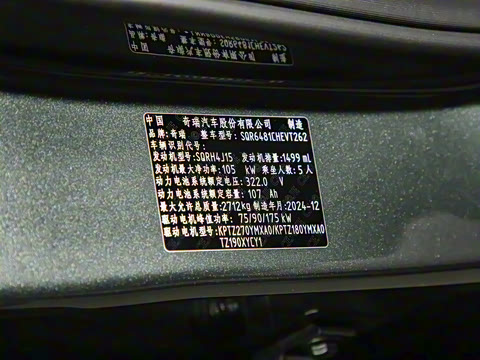 中国 奇瑞汽车股份有限公司 制造
品牌:奇瑞 整车型号:SQR6481CHEVT262
车辆识别代号:
发动机型号:SQRH4J15 发动机排量:1499 mL
发动机最大净功率:105 kW 乘坐人数:5人
动力电池系统额定电压:322.0 V
动力电池系统额定容量:107 Ah
最大允许总质量:2712kg 制造年月:2024-12
驱动电机峰值功率:75/90/175 kW
驱动电机型号:KPTZ270YMXA0/KPTZ180YMXA0
TZ190XYCY1